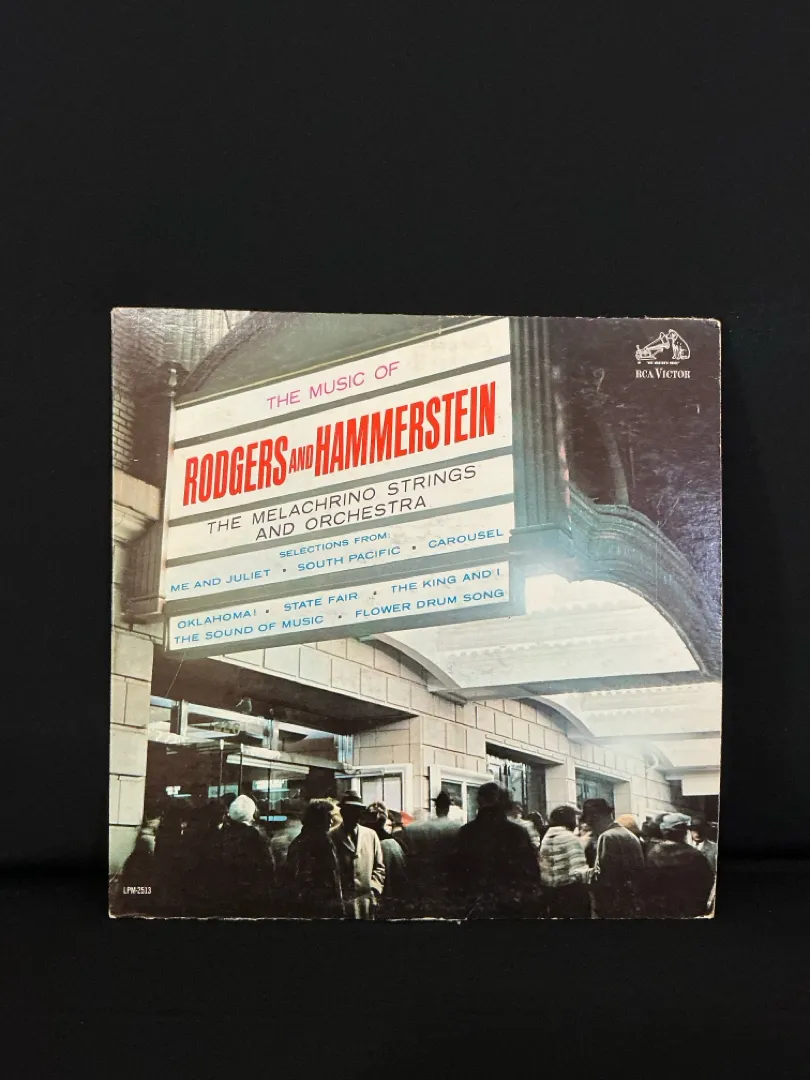 THE MUSIC OF
RODGERS AND HAMMERSTEIN
THE MELACHRINO STRINGS
AND ORCHESTRA
SELECTIONS FROM:
ME AND JULIET • SOUTH PACIFIC • CAROUSEL
OKLAHOMA! • STATE FAIR • THE KING AND I
THE SOUND OF MUSIC • FLOWER DRUM SONG
RCA VICTOR
LPM-2513